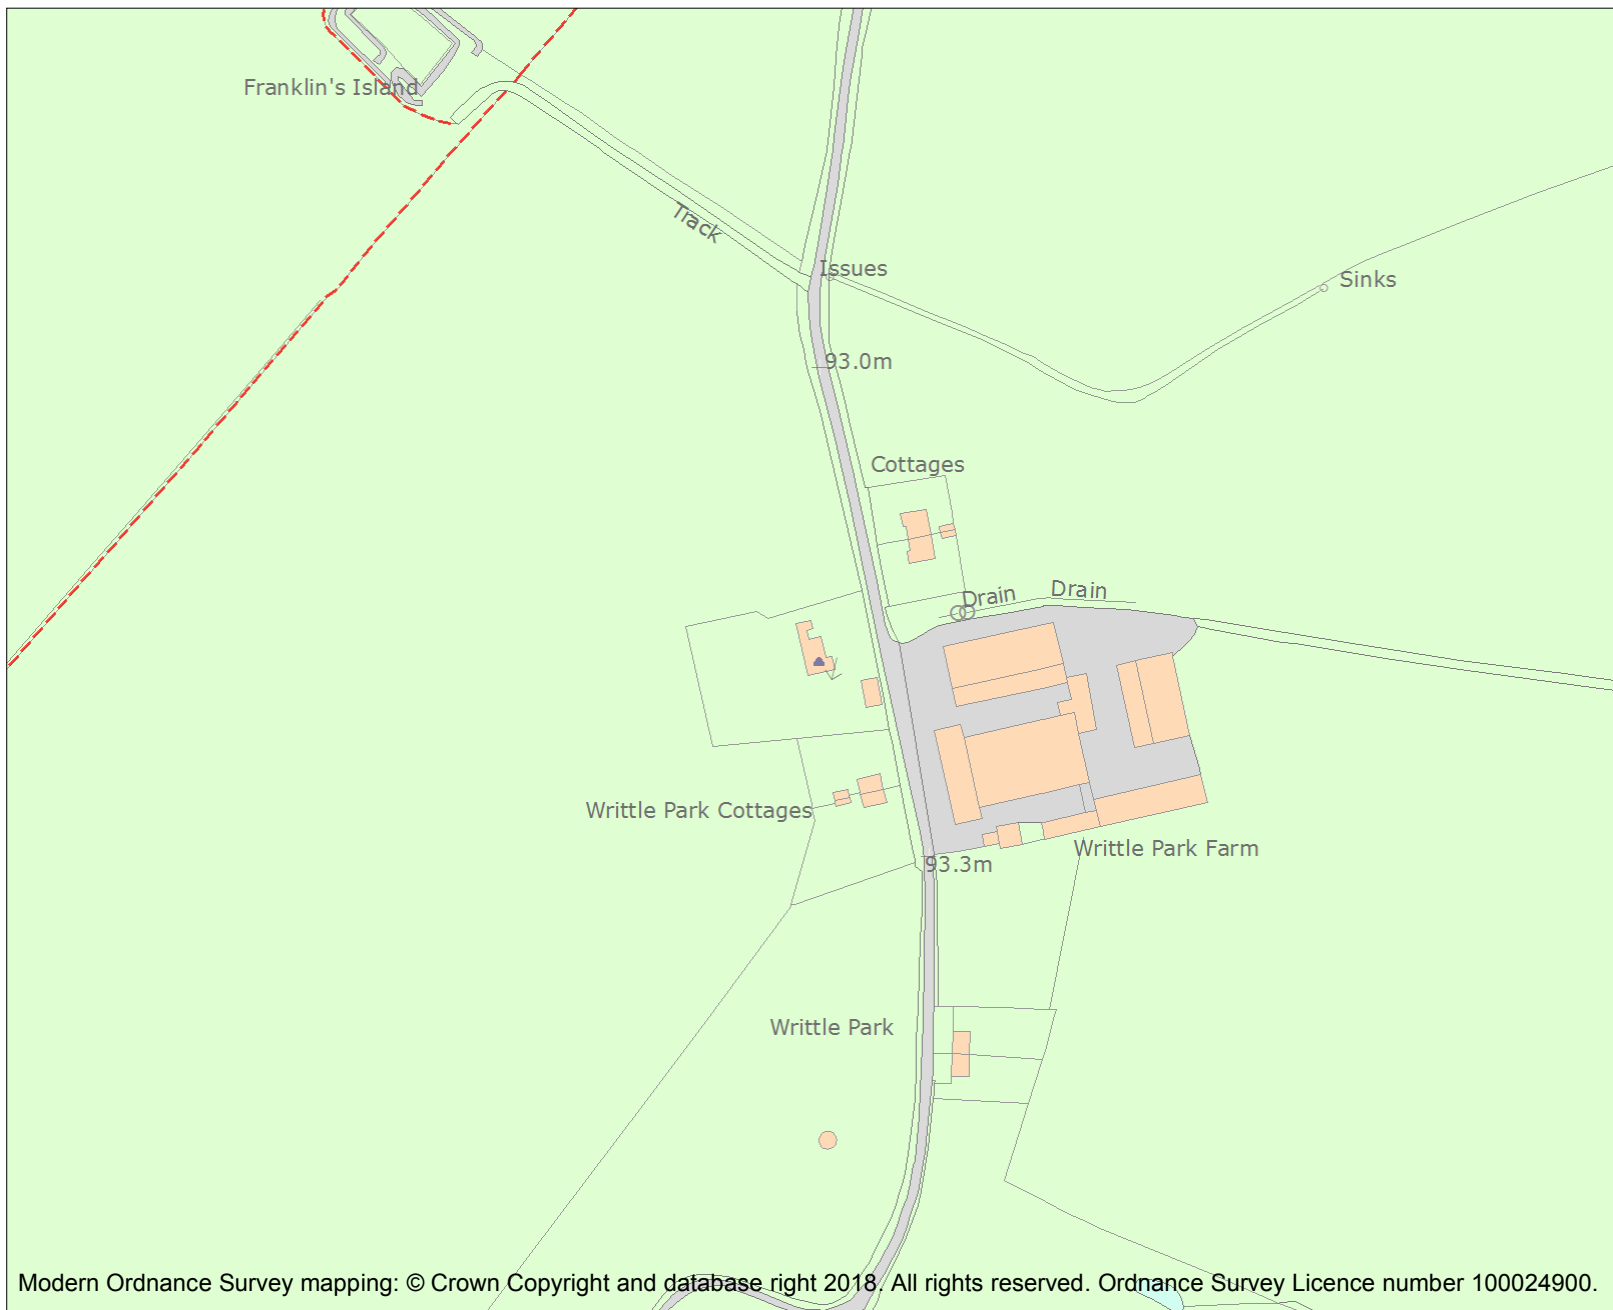 Franklin's Island
Track
Issues
Sinks
93.0m
Cottages
Drain
Drain
Writtle Park Cottages
Writtle Park Farm
93.3m
Writtle Park
Modern Ordnance Survey mapping: © Crown Copyright and database right 2018. All rights reserved. Ordnance Survey Licence number 100024900.